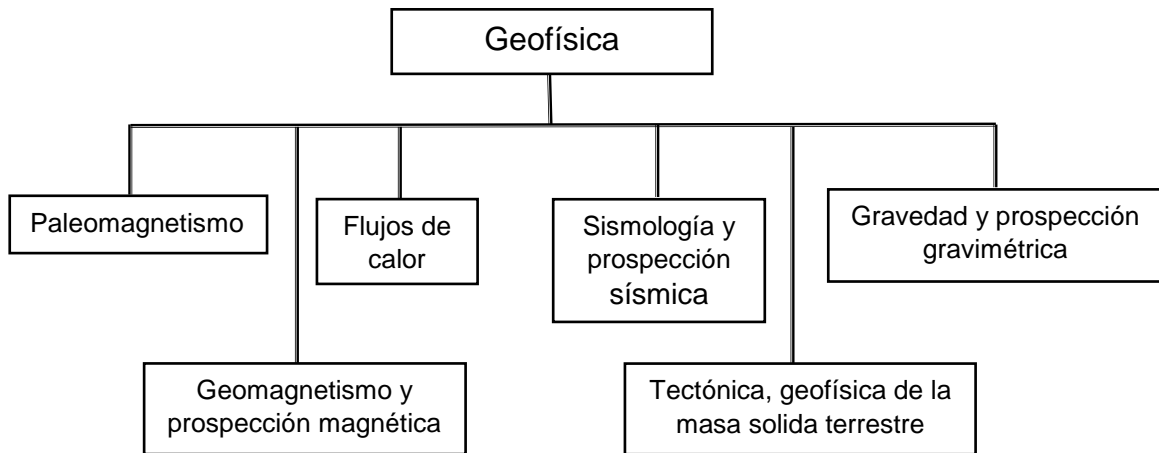 Geofísica
Paleomagnetismo
Flujos de
calor
Sismología y
prospección
sísmica
Gravedad y prospección
gravimétrica
Geomagnetismo y
prospección magnética
Tectónica, geofísica de la
masa solida terrestre